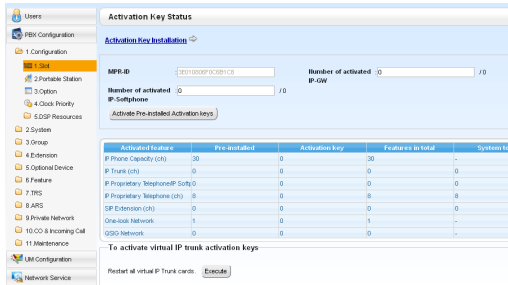 Users
PBX Configuration
1.Configuration
1.Slot
2.Portable Station
3.Option
4.Clock Priority
5.DSP Resources
2.System
3.Group
4.Extension
5.Optional Device
6.Feature
7.TRS
8.ARS
9.Private Network
10.CO & Incoming Call
11.Maintenance
UM Configuration
Network Service
Activation Key Status
Activation Key Installation
MPR-ID :
Number of activated :0 /0
IP-GW
Number of activated :0 /0
IP-Softphone
Activate Pre-installed Activation keys
Activated feature Pre-installed Activation key Features in total System to
IP Phone Capacity (ch) 30 0 30 -
IP Trunk (ch) 0 0 0 0
IP Proprietary Telephone/IP Softp 0 0 0 0
IP Proprietary Telephone (ch) 8 0 8 8
SIP Extension (ch) 0 0 0 0
One-look Network 1 0 1 -
QSIG Network 0 0 0 -
To activate virtual IP trunk activation keys
Restart all virtual IP Trunk cards. Execute